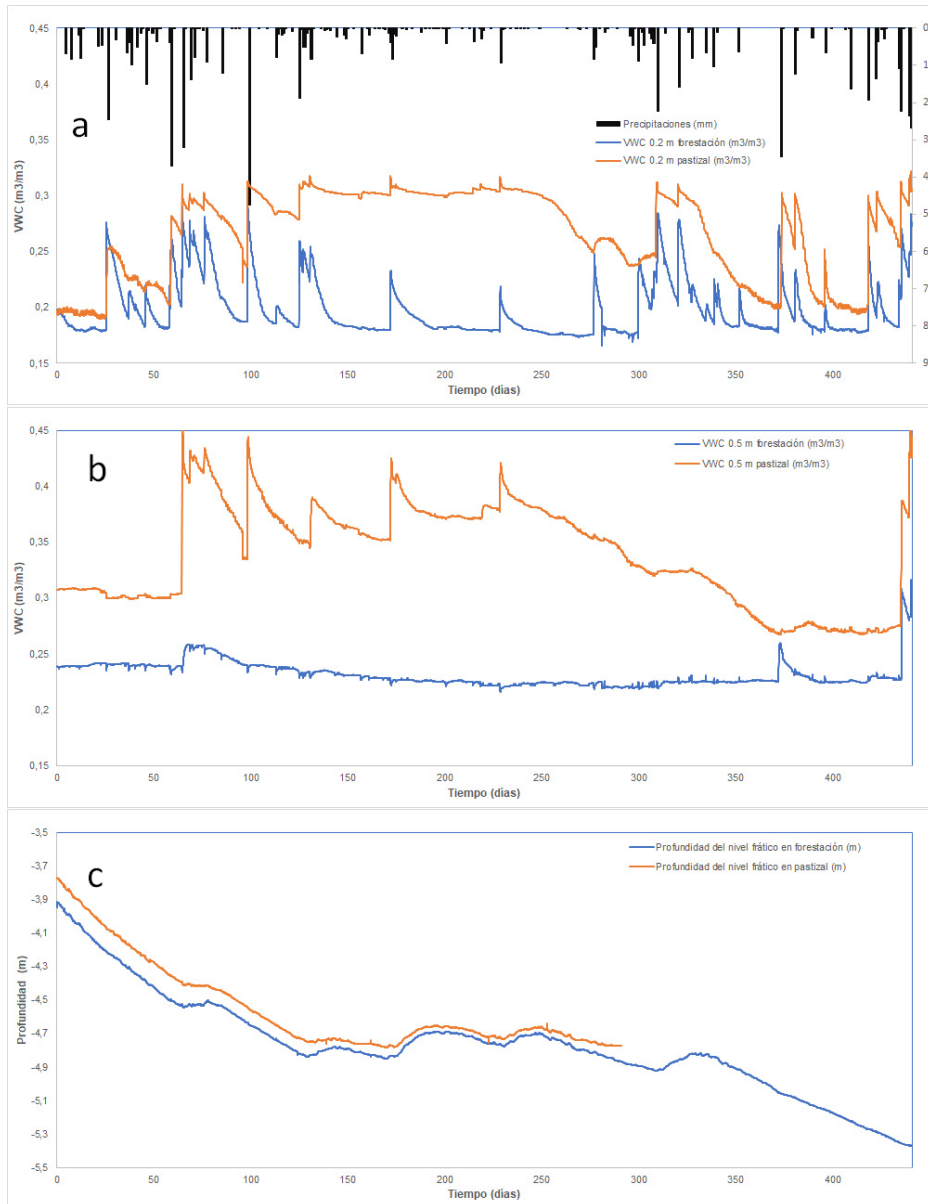 a
0,45
0,4
0,35
0,3
0,25
0,2
0,15
VWC (m3/m3)
0
1
2
3
4
5
6
7
8
9
Precipitaciones (mm)
VWC 0.2 m forestación (m3/m3)
VWC 0.2 m pastizal (m3/m3)
0 50 100 150 200 250 300 350 400
Tiempo (dias)
b
0,45
0,4
0,35
0,3
0,25
0,2
0,15
VWC (m3/m3)
VWC 0.5 m forestación (m3/m3)
VWC 0.5 m pastizal (m3/m3)
0 50 100 150 200 250 300 350 400
Tiempo (dias)
c
-3,5
-3,7
-3,9
-4,1
-4,3
-4,5
-4,7
-4,9
-5,1
-5,3
-5,5
Profundidad (m)
Profundidad del nivel frático en forestación (m)
Profundidad del nivel frático en pastizal (m)
0 50 100 150 200 250 300 350 400
Tiempo (dias)